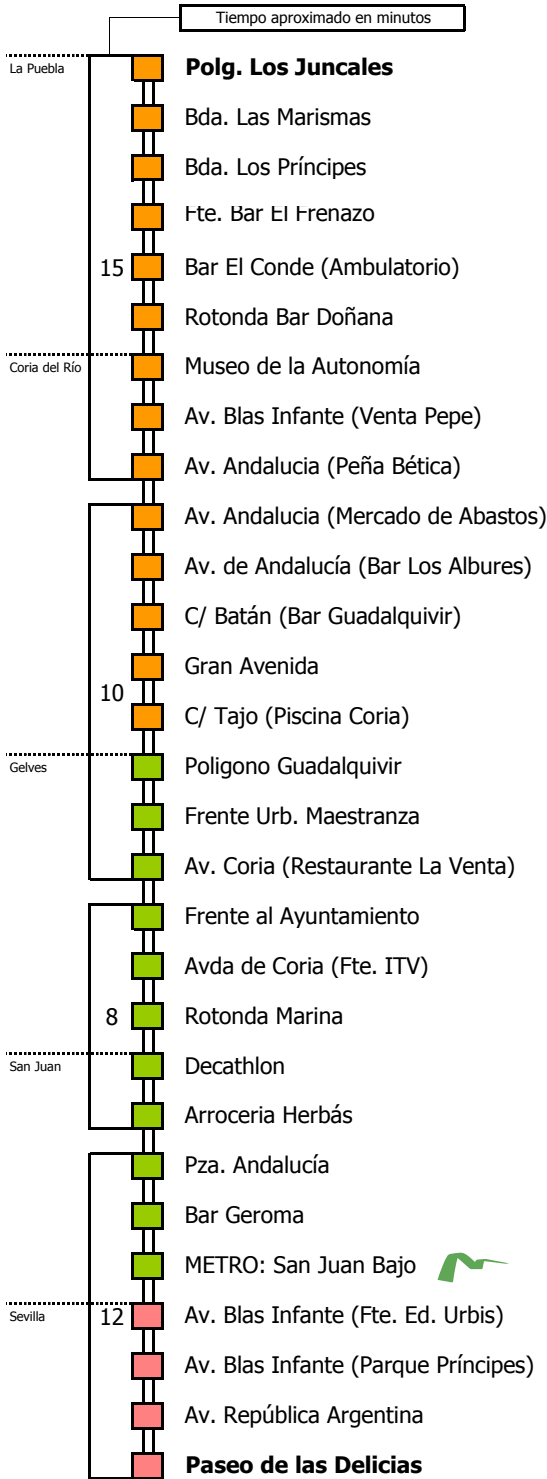 Tiempo aproximado en minutos
La Puebla
Polg. Los Juncales
Bda. Las Marismas
Bda. Los Príncipes
Fte. Bar El Frenazo
15
Bar El Conde (Ambulatorio)
Rotonda Bar Doñana
Coria del Río
Museo de la Autonomía
Av. Blas Infante (Venta Pepe)
Av. Andalucia (Peña Bética)
Av. Andalucia (Mercado de Abastos)
Av. de Andalucía (Bar Los Albures)
C/ Batán (Bar Guadalquivir)
Gran Avenida
10
C/ Tajo (Piscina Coria)
Gelves
Poligono Guadalquivir
Frente Urb. Maestranza
Av. Coria (Restaurante La Venta)
Frente al Ayuntamiento
Avda de Coria (Fte. ITV)
8
Rotonda Marina
San Juan
Decathlon
Arroceria Herbás
Pza. Andalucía
Bar Geroma
METRO: San Juan Bajo
Sevilla
12
Av. Blas Infante (Fte. Ed. Urbis)
Av. Blas Infante (Parque Príncipes)
Av. República Argentina
Paseo de las Delicias